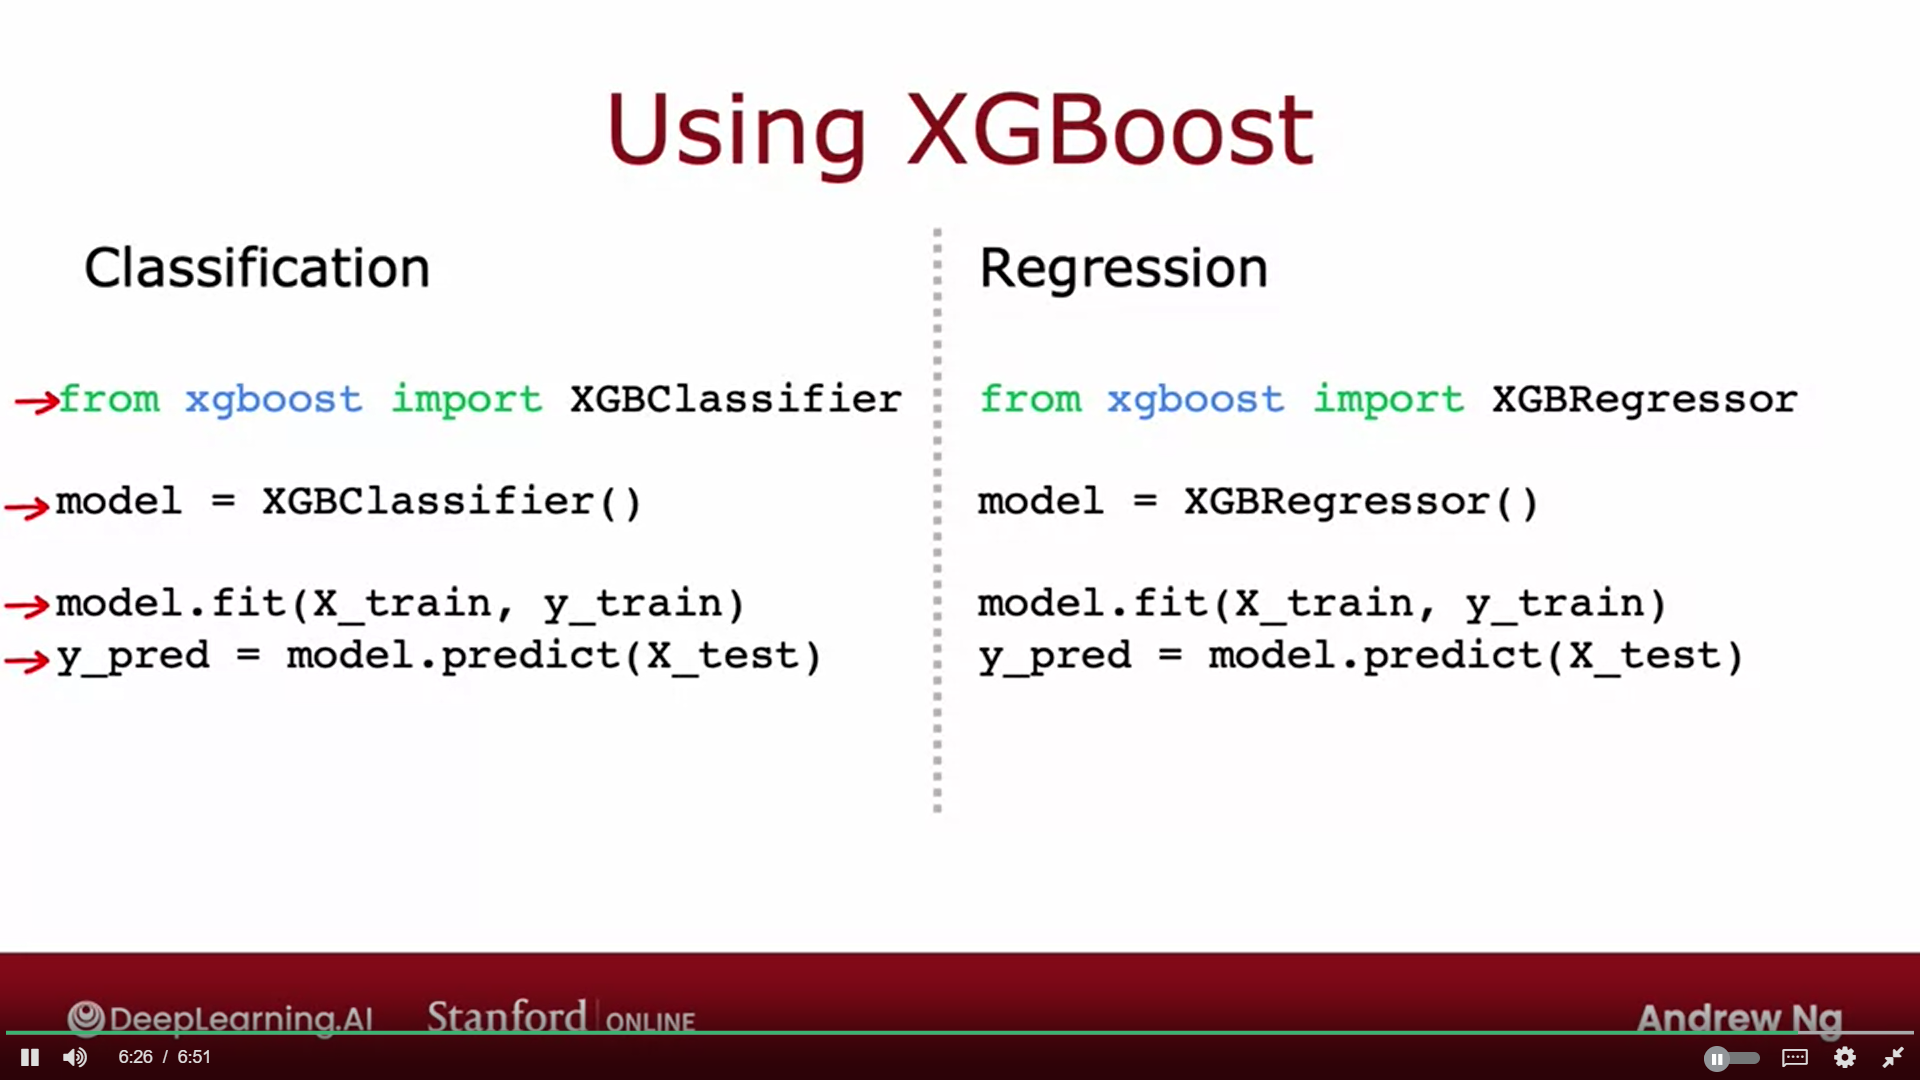 Using XGBoost
Classification
from xgboost import XGBClassifier
model = XGBClassifier()
model.fit(X_train, y_train)
y_pred = model.predict(X_test)
Regression
from xgboost import XGBRegressor
model = XGBRegressor()
model.fit(X_train, y_train)
y_pred = model.predict(X_test)
DeepLearning.AI
Stanford ONLINE
Andrew Ng
6:26 / 6:51